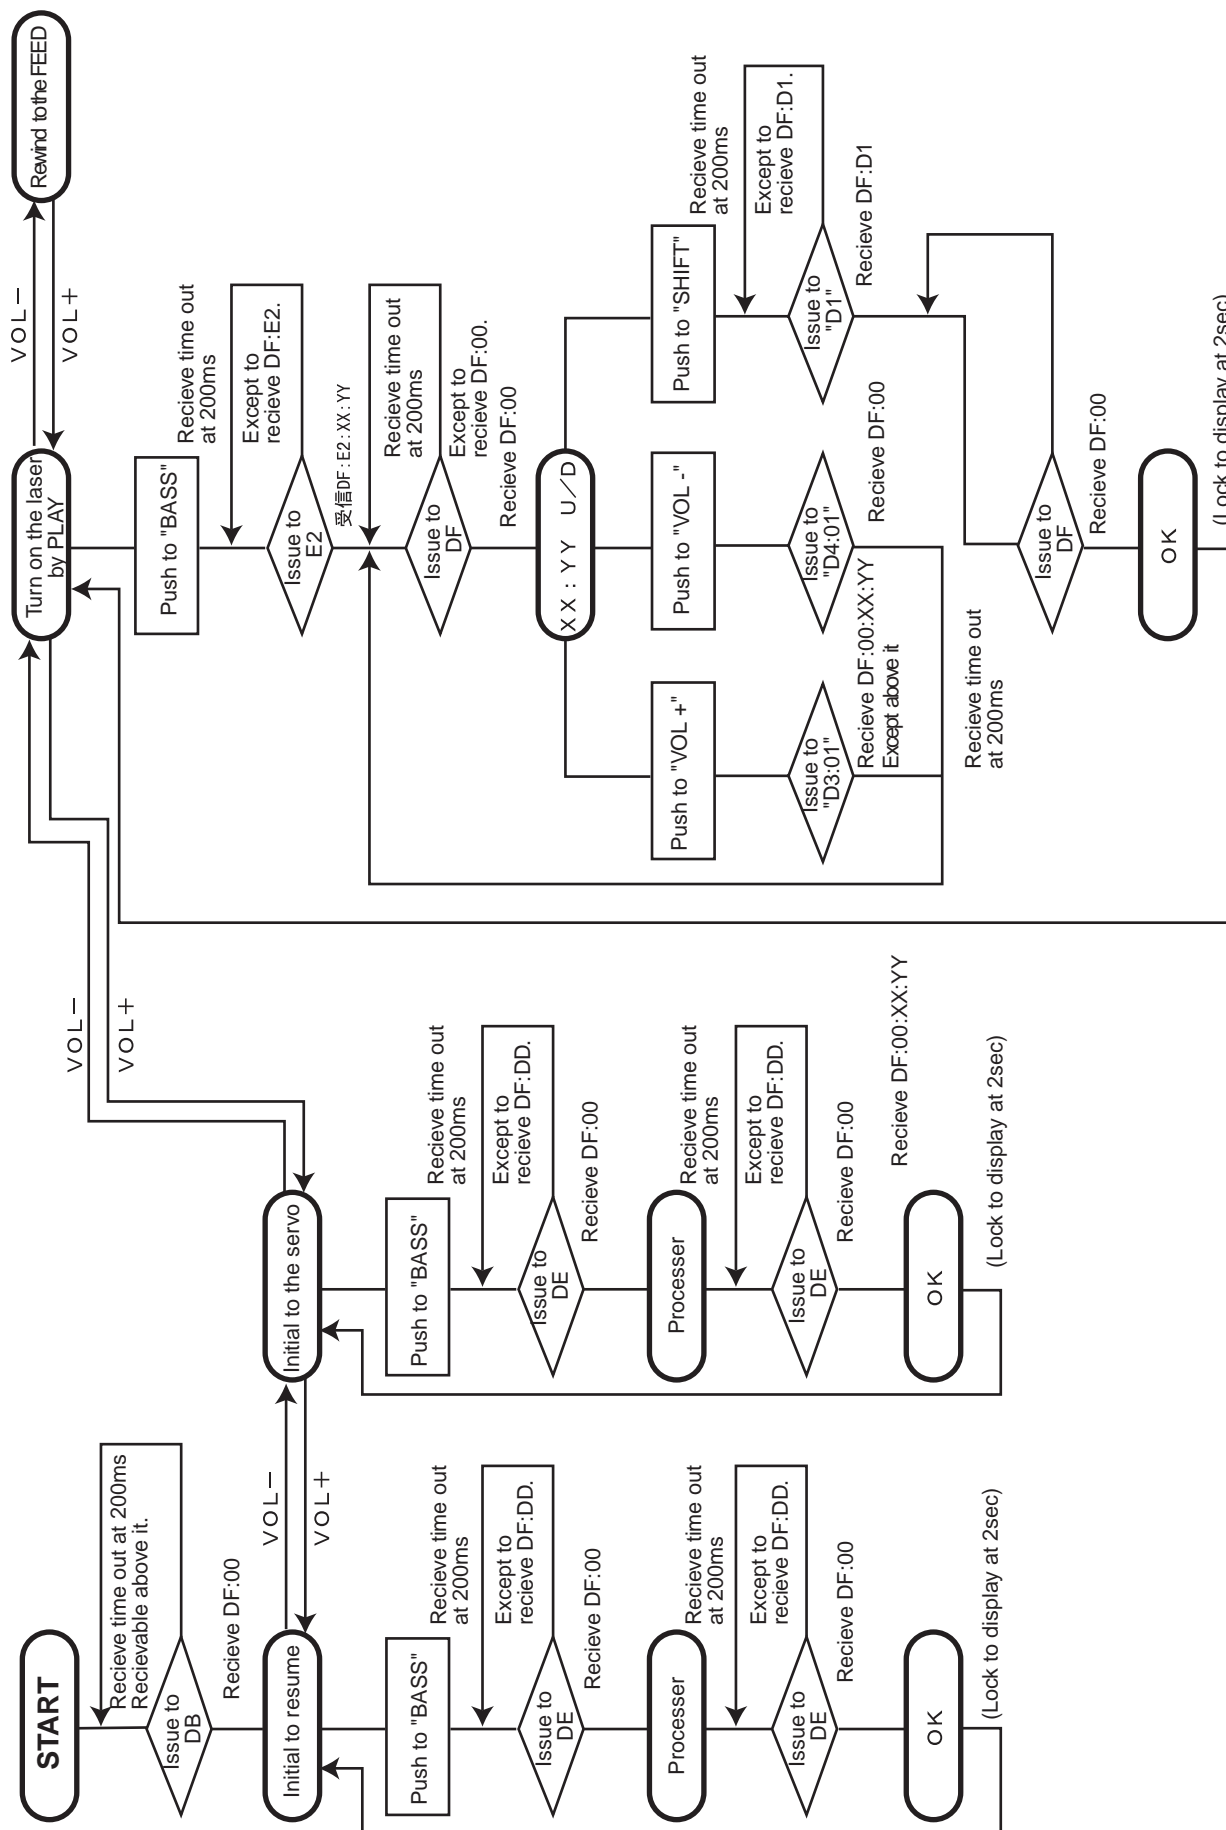 START
Recieve time out at 200ms
Recievable above it.
Issue to
DB
Recieve DF:00
Initial to resume
VOL－
VOL＋
Push to "BASS"
Recieve time out
at 200ms
Except to
recieve DF:DD.
Issue to
DE
Recieve DF:00
Processer
Recieve time out
at 200ms
Except to
recieve DF:DD.
Issue to
DE
Recieve DF:00
OK
(Lock to display at 2sec)
Initial to the servo
VOL－
VOL＋
Push to "BASS"
Recieve time out
at 200ms
Except to
recieve DF:DD.
Issue to
DE
Recieve DF:00
Processer
Recieve time out
at 200ms
Except to
recieve DF:DD.
Issue to
DE
Recieve DF:00
Recieve DF:00:XX:YY
OK
(Lock to display at 2sec)
Turn on the laser
by PLAY
VOL－
VOL＋
Rewind to the FEED
Push to "BASS"
Recieve time out
at 200ms
Except to
recieve DF:E2.
Issue to
E2
受信DF:E2:XX:YY
Recieve time out
at 200ms
Except to
recieve DF:00.
Issue to
DF
Recieve DF:00
XX:YY U/D
Push to "VOL +"
Issue to
"D3:01"
Recieve DF:00:XX:YY
Except above it
Push to "VOL -"
Issue to
"D4:01"
Recieve DF:00
Recieve time out
at 200ms
Push to "SHIFT"
Recieve time out
at 200ms
Except to
recieve DF:D1.
Issue to
"D1"
Recieve DF:D1
Issue to
DF
Recieve DF:00
OK
(Lock to display at 2sec)